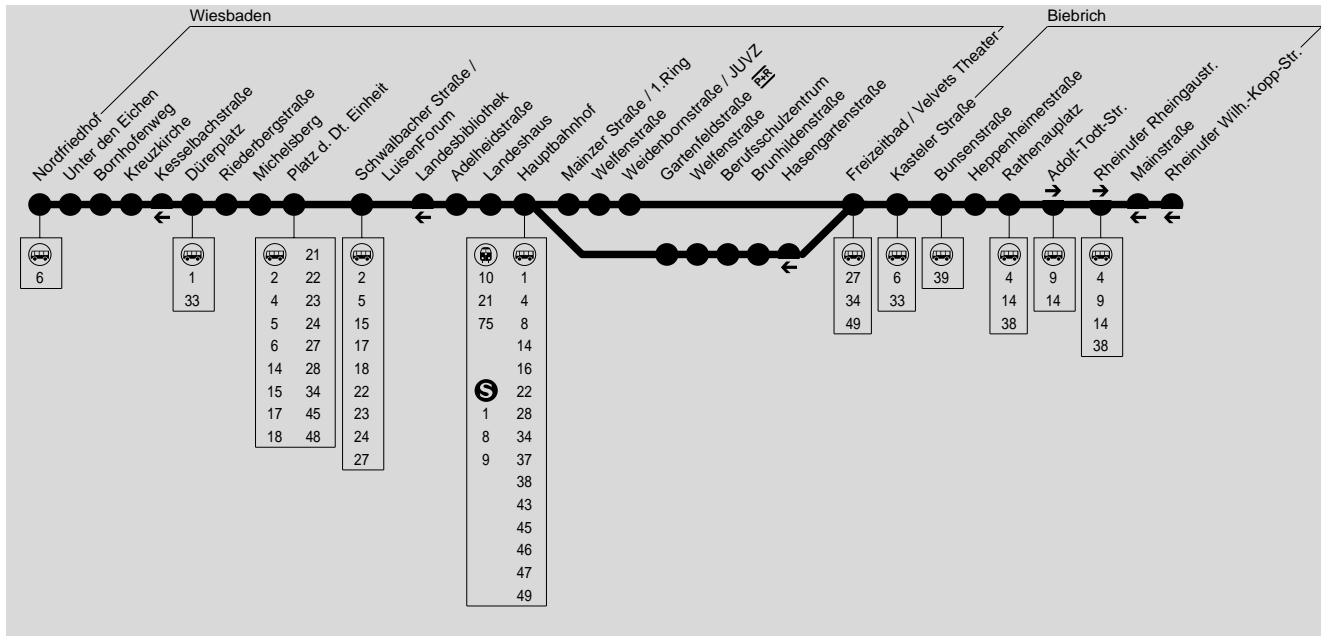 Wiesbaden
Biebrich
Nordfriedhof
Unter den Eichen
Bornhofenweg
Kreuzkirche
Kesselbachstraße
Dürerplatz
Riederbergstraße
Michelsberg
Platz d. Dt. Einheit
Schwalbacher Straße /
LuisenForum
Landesbibliothek
Adelheidstraße
Landeshaus
Hauptbahnhof
Mainzer Straße / 1.Ring
Welfenstraße
Weidenbornstraße / JUVZ
Gartenfeldstraße P+R
Welfenstraße
Berufsschulzentrum
Brunhildenstraße
Hasengartenstraße
Freizeitbad / Velvets Theater
Kasteler Straße
Bunsenstraße
Heppenheimerstraße
Rathenauplatz
Adolf-Todt-Str.
Rheinufer Rheingaustr.
Mainstraße
Rheinufer Wilh.-Kopp-Str.
6
1
33
2
4
5
6
14
15
17
18
21
22
23
24
27
28
34
45
48
2
5
15
17
18
22
23
24
27
10
21
75
S
1
8
9
1
4
8
14
16
22
28
34
37
38
43
45
46
47
49
27
34
49
6
33
39
4
14
38
9
14
4
9
14
38